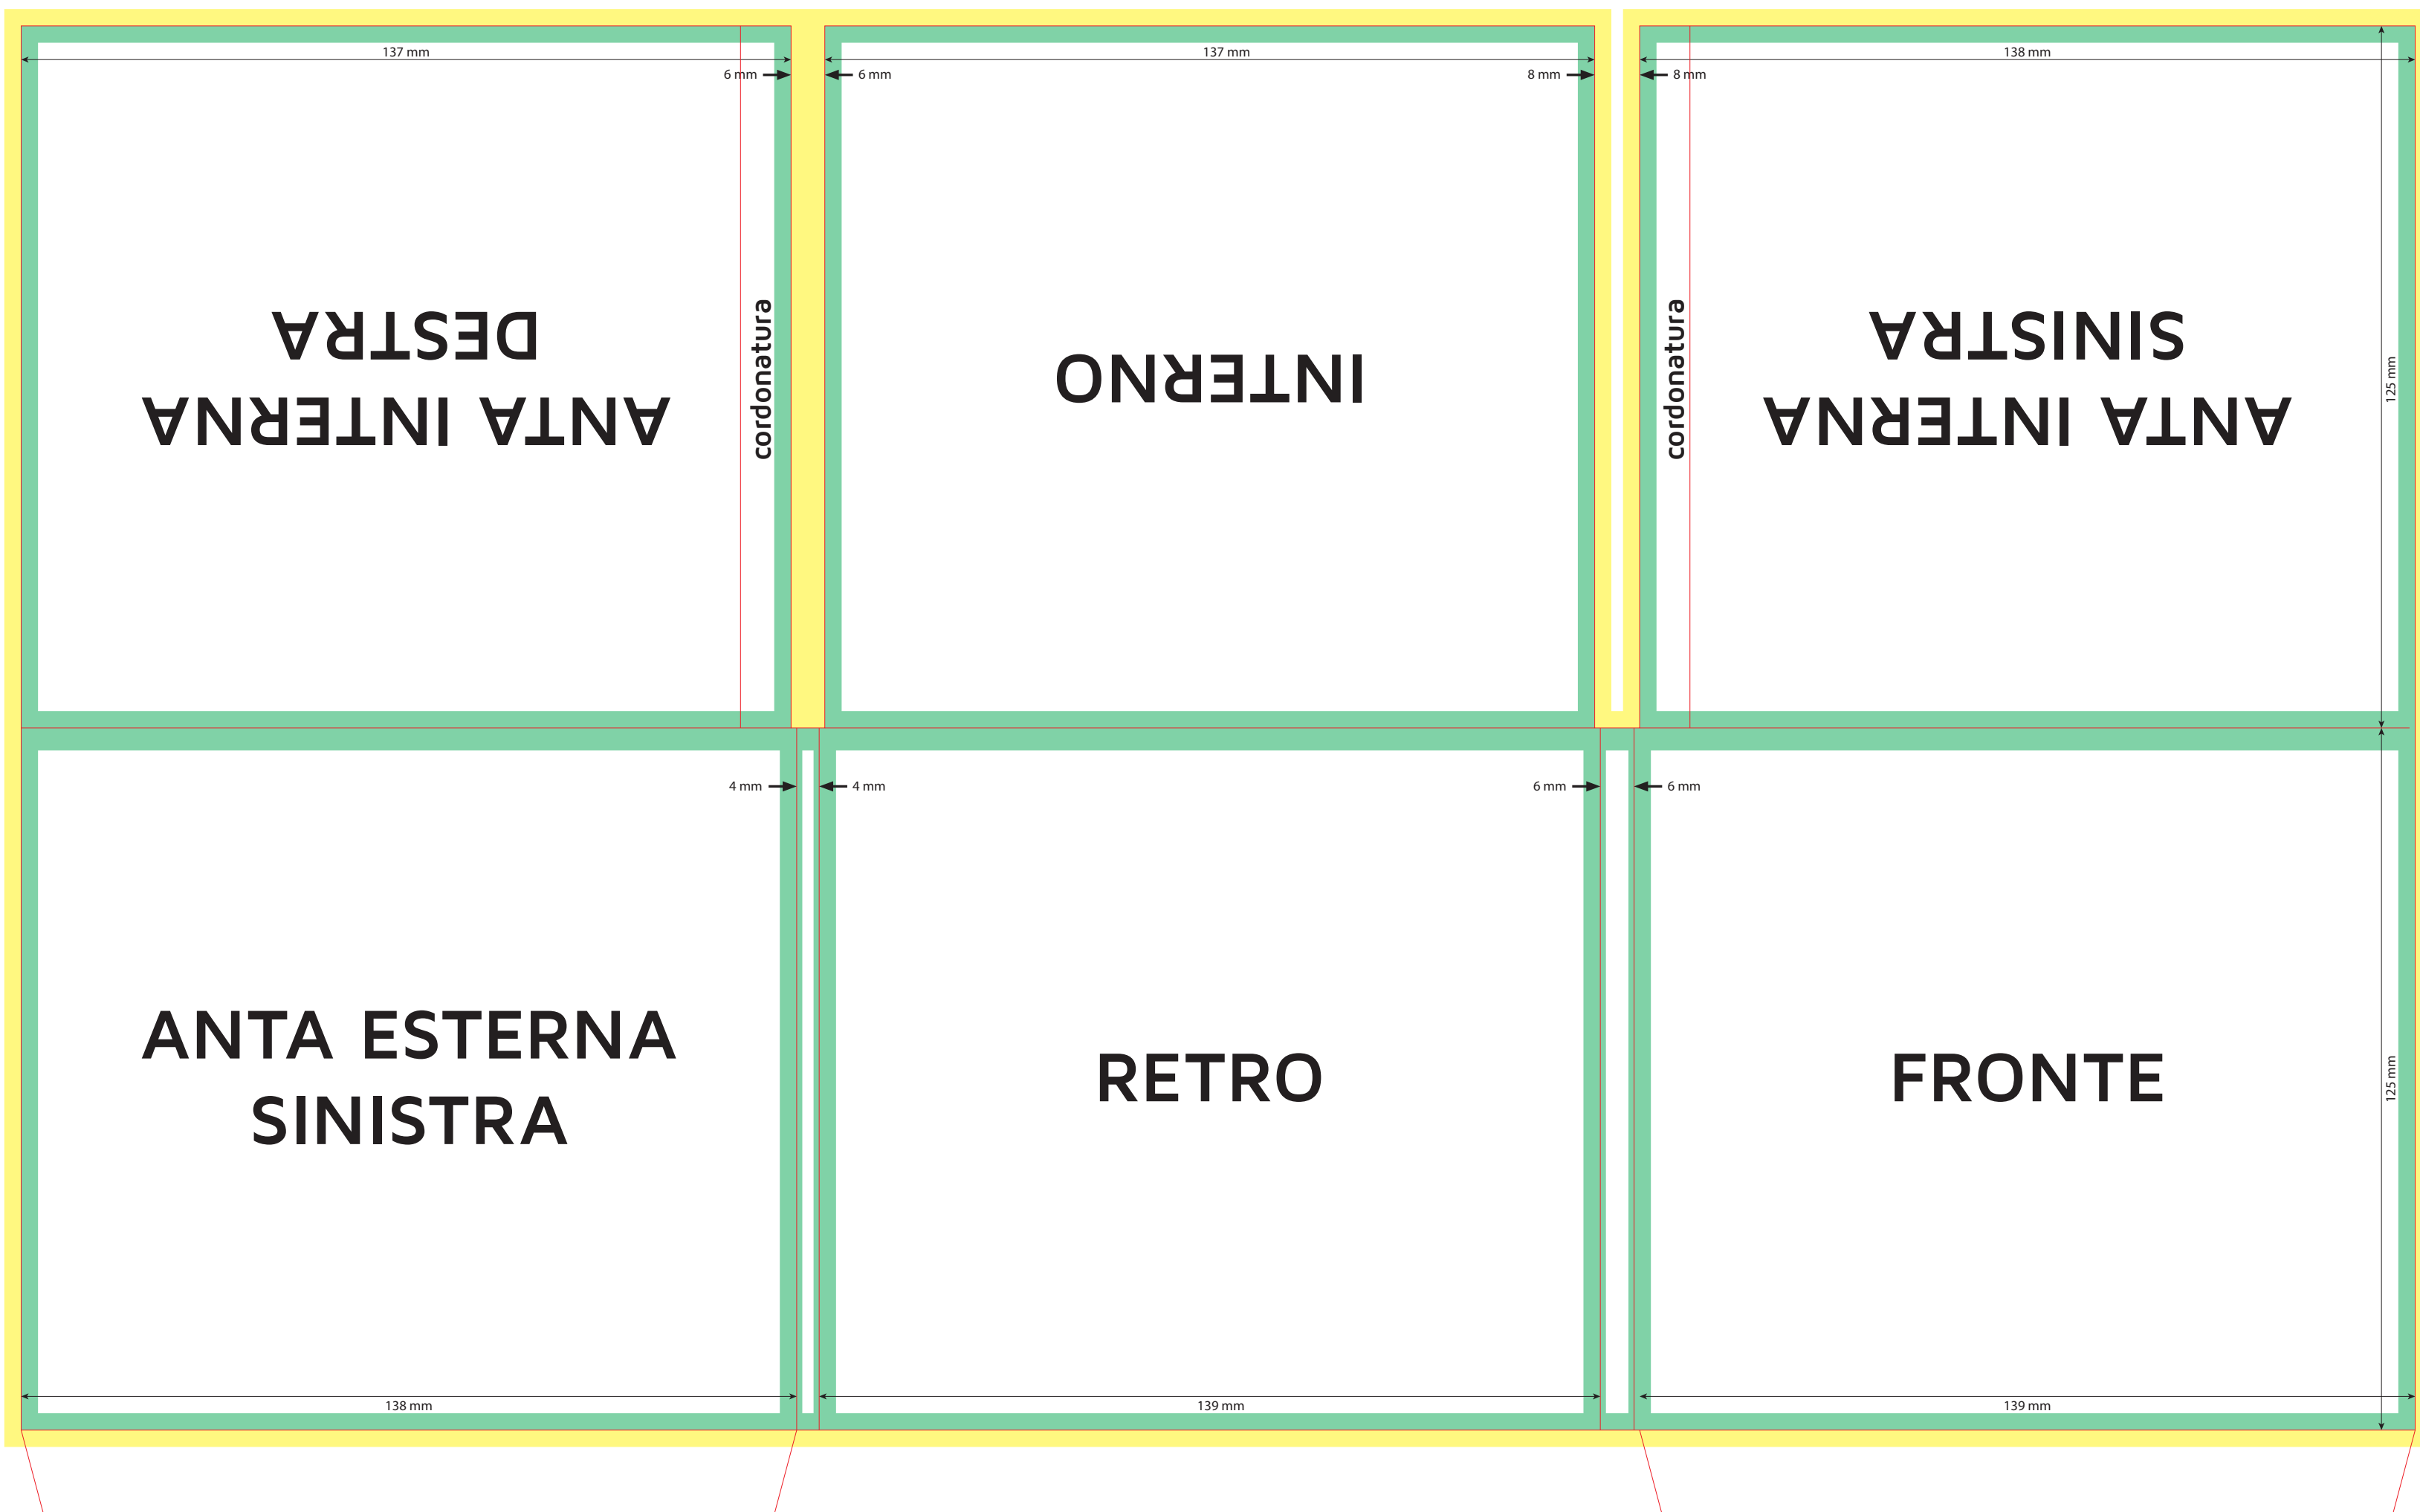 137 mm
137 mm
138 mm
6 mm
6 mm
8 mm
8 mm
ANTA INTERNA
DESTRA
cordonatura
INTERNO
cordonatura
ANTA INTERNA
SINISTRA
125 mm
4 mm
4 mm
6 mm
6 mm
ANTA ESTERNA
SINISTRA
RETRO
FRONTE
125 mm
138 mm
139 mm
139 mm